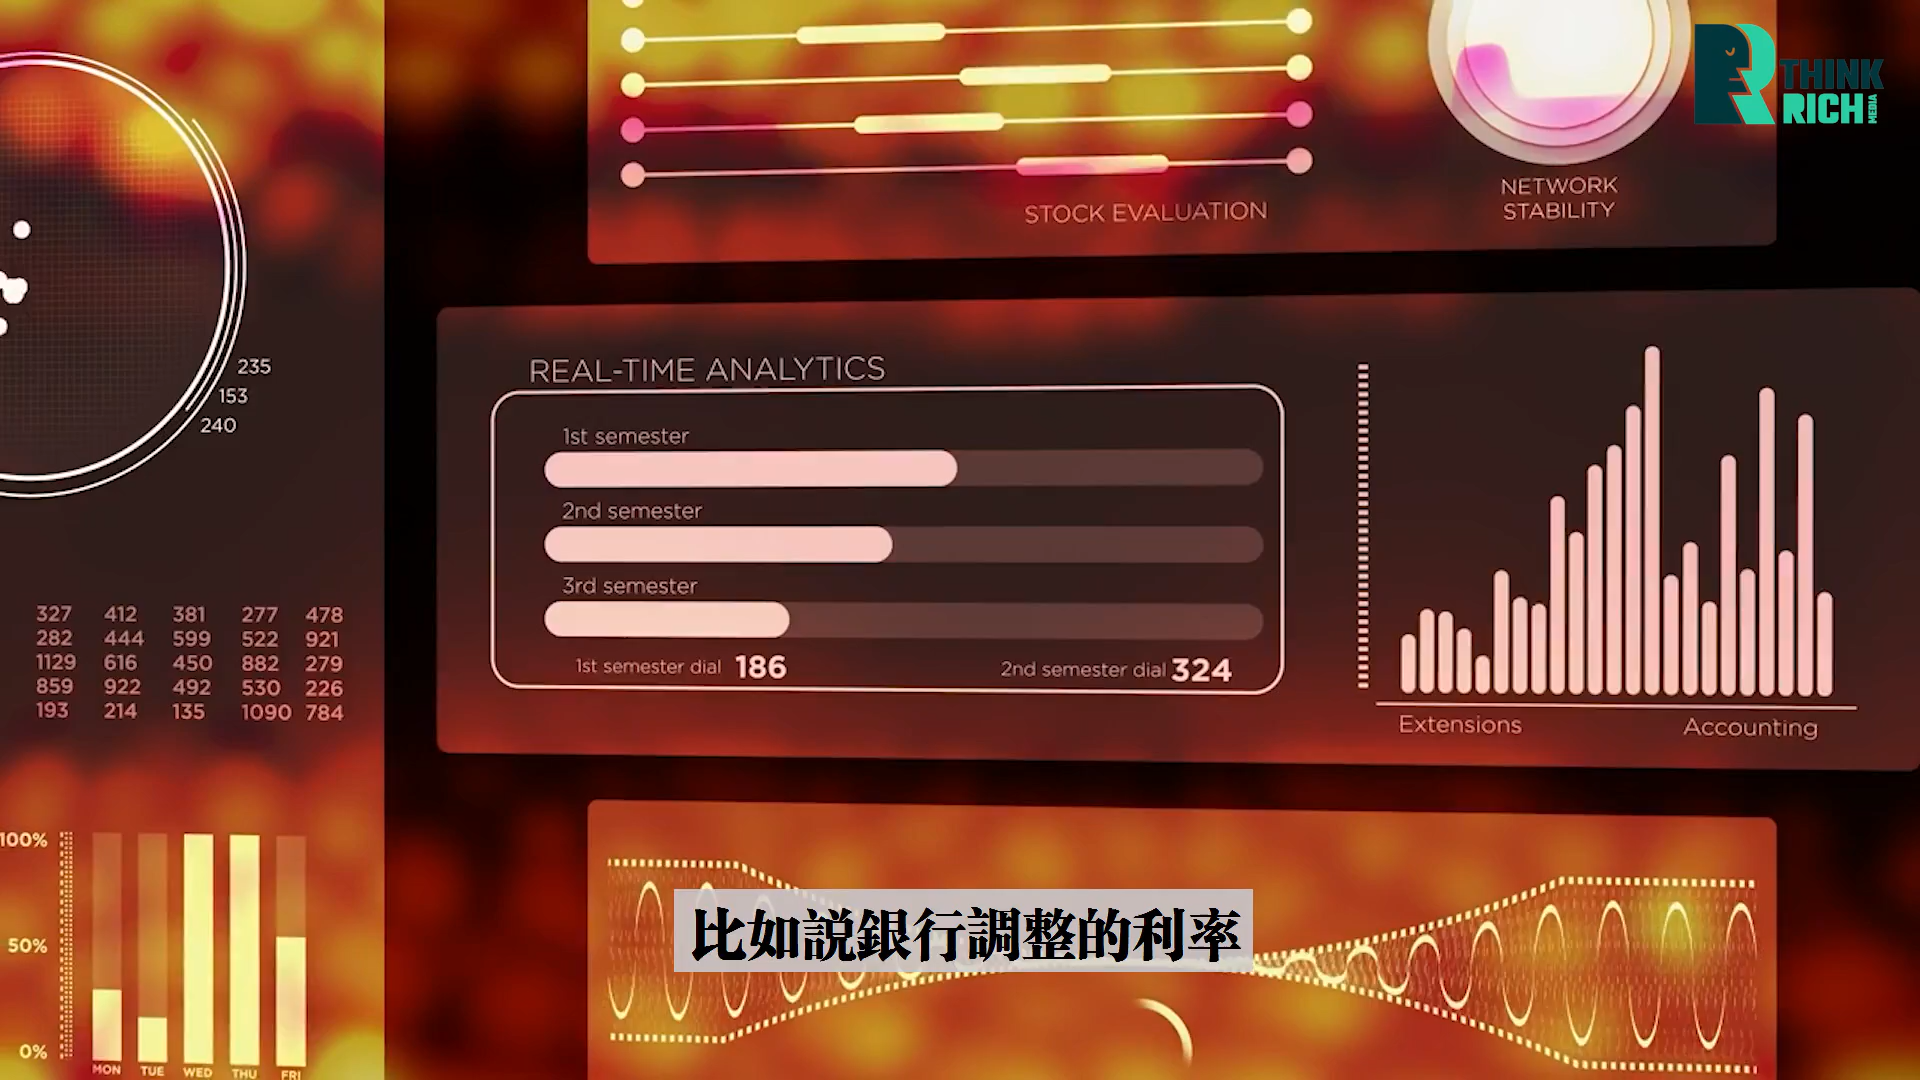 THINK
RICH
MEDIA
STOCK EVALUATION
NETWORK
STABILITY
235
153
240
REAL-TIME ANALYTICS
1st semester
2nd semester
3rd semester
1st semester dial 186
2nd semester dial 324
Extensions
Accounting
327 412 381 277 478
282 444 599 522 921
1129 616 450 882 279
859 922 492 530 226
193 214 135 1090 784
100%
50%
0%
MON TUE WED THU FRI
比如説銀行調整的利率